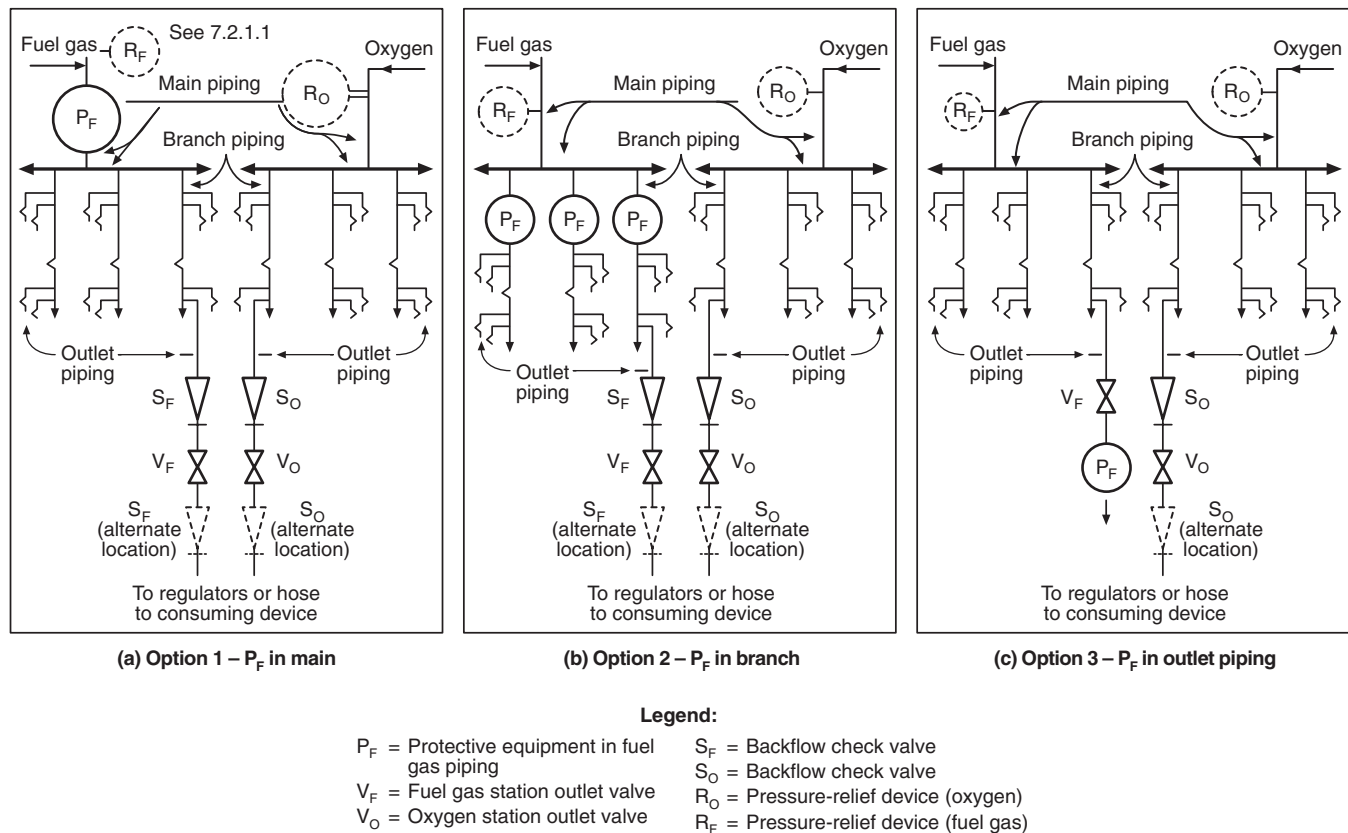 Fuel gas
R_F
See 7.2.1.1
Oxygen
P_F
Main piping
R_O
Branch piping
Outlet
piping
Outlet
piping
S_F
S_O
V_F
V_O
S_F
(alternate
location)
S_O
(alternate
location)
To regulators or hose
to consuming device
(a) Option 1 – P_F in main
Fuel gas
Oxygen
R_F
Main piping
R_O
Branch piping
P_F
P_F
P_F
Outlet
piping
Outlet
piping
S_F
S_O
V_F
V_O
S_F
(alternate
location)
S_O
(alternate
location)
To regulators or hose
to consuming device
(b) Option 2 – P_F in branch
Fuel gas
Oxygen
R_F
Main piping
R_O
Branch piping
Outlet
piping
Outlet
piping
V_F
S_O
P_F
V_O
S_O
(alternate
location)
To regulators or hose
to consuming device
(c) Option 3 – P_F in outlet piping
Legend:
P_F = Protective equipment in fuel
gas piping
V_F = Fuel gas station outlet valve
V_O = Oxygen station outlet valve
S_F = Backflow check valve
S_O = Backflow check valve
R_O = Pressure-relief device (oxygen)
R_F = Pressure-relief device (fuel gas)